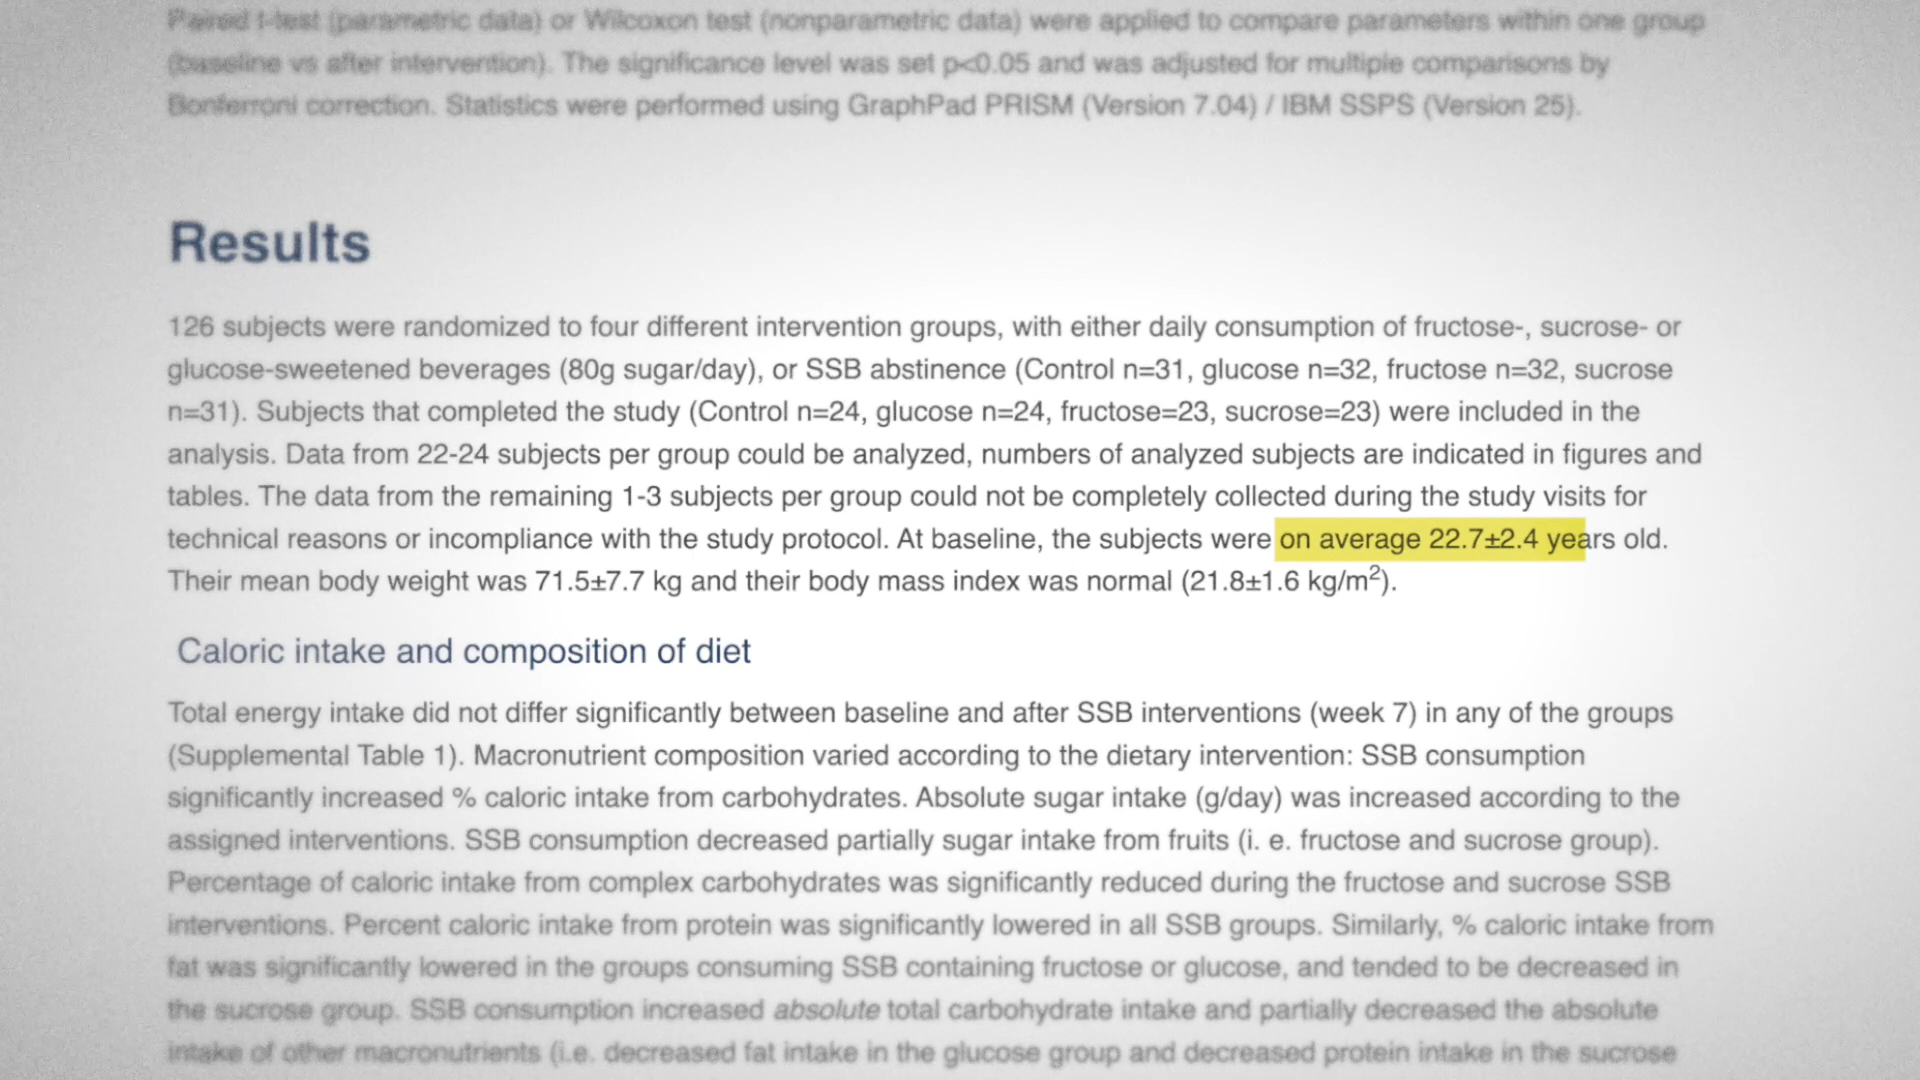 Paired t-test (parametric data) or Wilcoxon test (nonparametric data) were applied to compare parameters within one group
(baseline vs after intervention). The significance level was set p<0.05 and was adjusted for multiple comparisons by
Bonferroni correction. Statistics were performed using GraphPad PRISM (Version 7.04) / IBM SSPS (Version 25).
Results
126 subjects were randomized to four different intervention groups, with either daily consumption of fructose-, sucrose- or
glucose-sweetened beverages (80g sugar/day), or SSB abstinence (Control n=31, glucose n=32, fructose n=32, sucrose
n=31). Subjects that completed the study (Control n=24, glucose n=24, fructose=23, sucrose=23) were included in the
analysis. Data from 22-24 subjects per group could be analyzed, numbers of analyzed subjects are indicated in figures and
tables. The data from the remaining 1-3 subjects per group could not be completely collected during the study visits for
technical reasons or incompliance with the study protocol. At baseline, the subjects were on average 22.7±2.4 years old.
Their mean body weight was 71.5±7.7 kg and their body mass index was normal (21.8±1.6 kg/m²).
Caloric intake and composition of diet
Total energy intake did not differ significantly between baseline and after SSB interventions (week 7) in any of the groups
(Supplemental Table 1). Macronutrient composition varied according to the dietary intervention: SSB consumption
significantly increased % caloric intake from carbohydrates. Absolute sugar intake (g/day) was increased according to the
assigned interventions. SSB consumption decreased partially sugar intake from fruits (i. e. fructose and sucrose group).
Percentage of caloric intake from complex carbohydrates was significantly reduced during the fructose and sucrose SSB
interventions. Percent caloric intake from protein was significantly lowered in all SSB groups. Similarly, % caloric intake from
fat was significantly lowered in the groups consuming SSB containing fructose or glucose, and tended to be decreased in
the sucrose group. SSB consumption increased absolute total carbohydrate intake and partially decreased the absolute
intake of other macronutrients (i.e. decreased fat intake in the glucose group and decreased protein intake in the sucrose